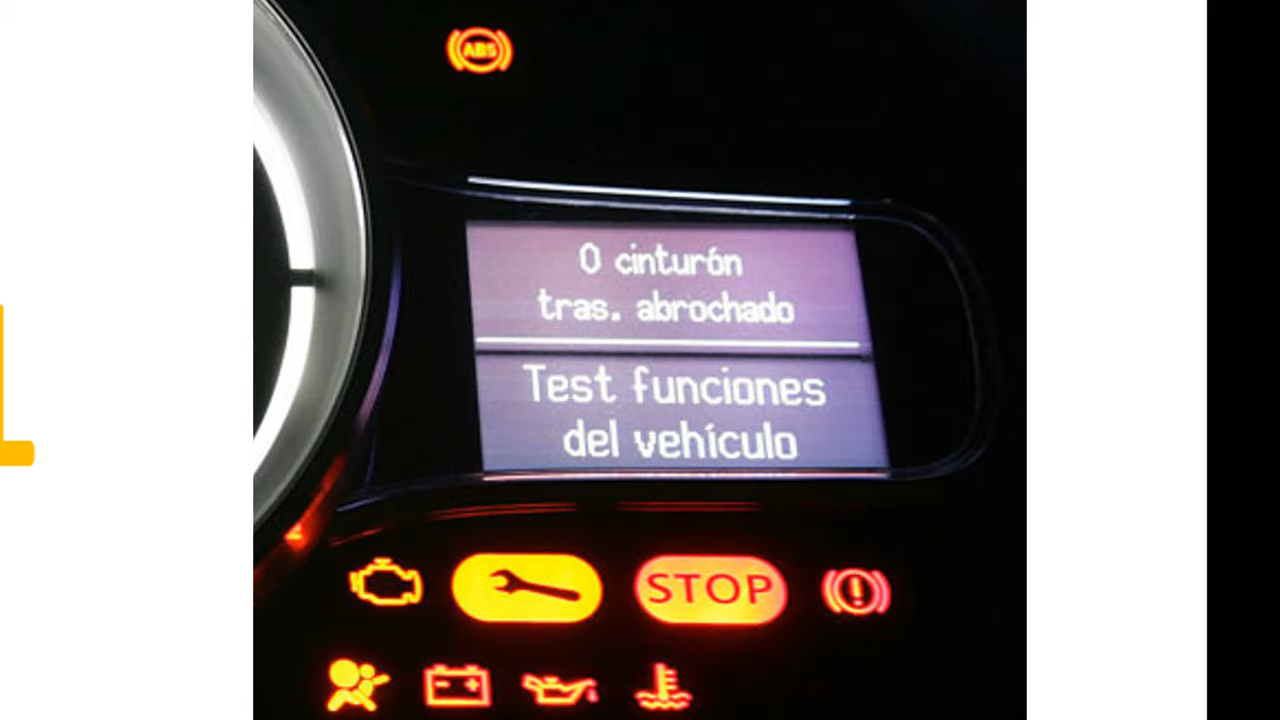 ABS
0 cinturón
tras. abrochado
Test funciones
del vehículo
STOP